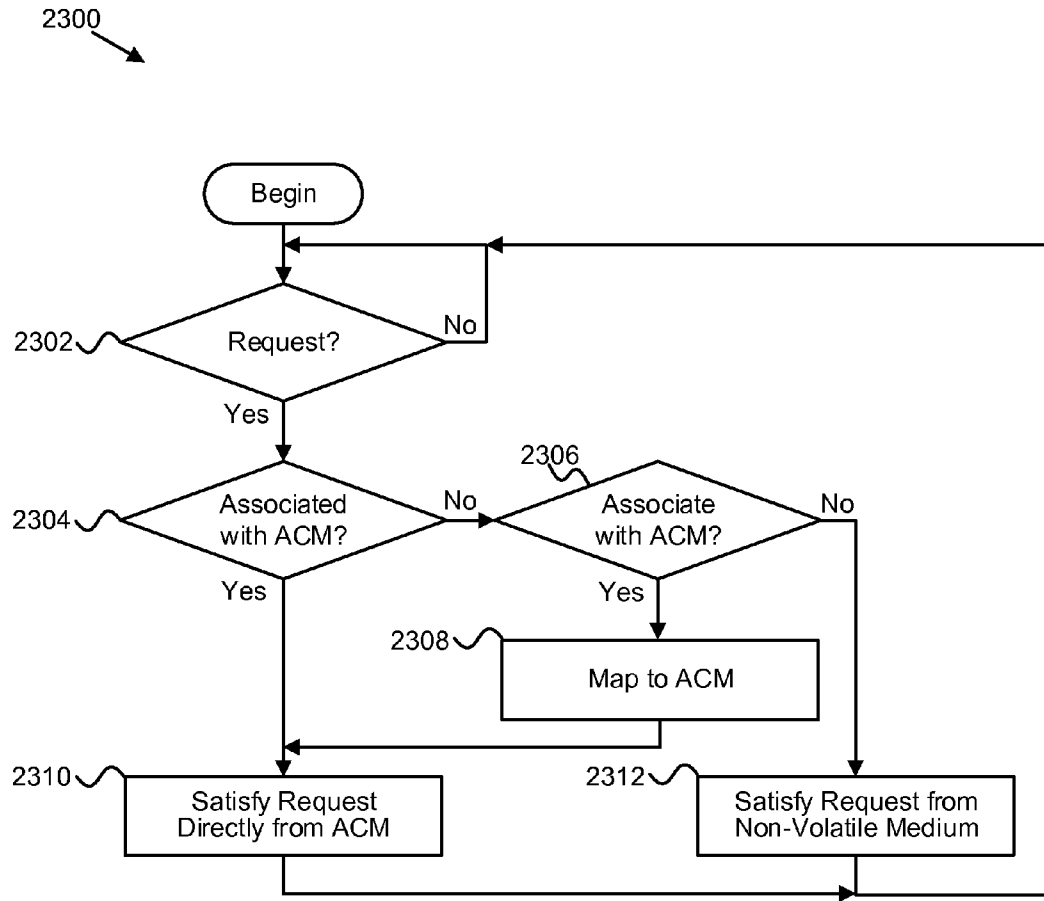 2300
Begin
2302
Request?
No
Yes
2304
Associated
with ACM?
No
Yes
2306
Associate
with ACM?
No
Yes
2308
Map to ACM
2310
Satisfy Request
Directly from ACM
2312
Satisfy Request from
Non-Volatile Medium